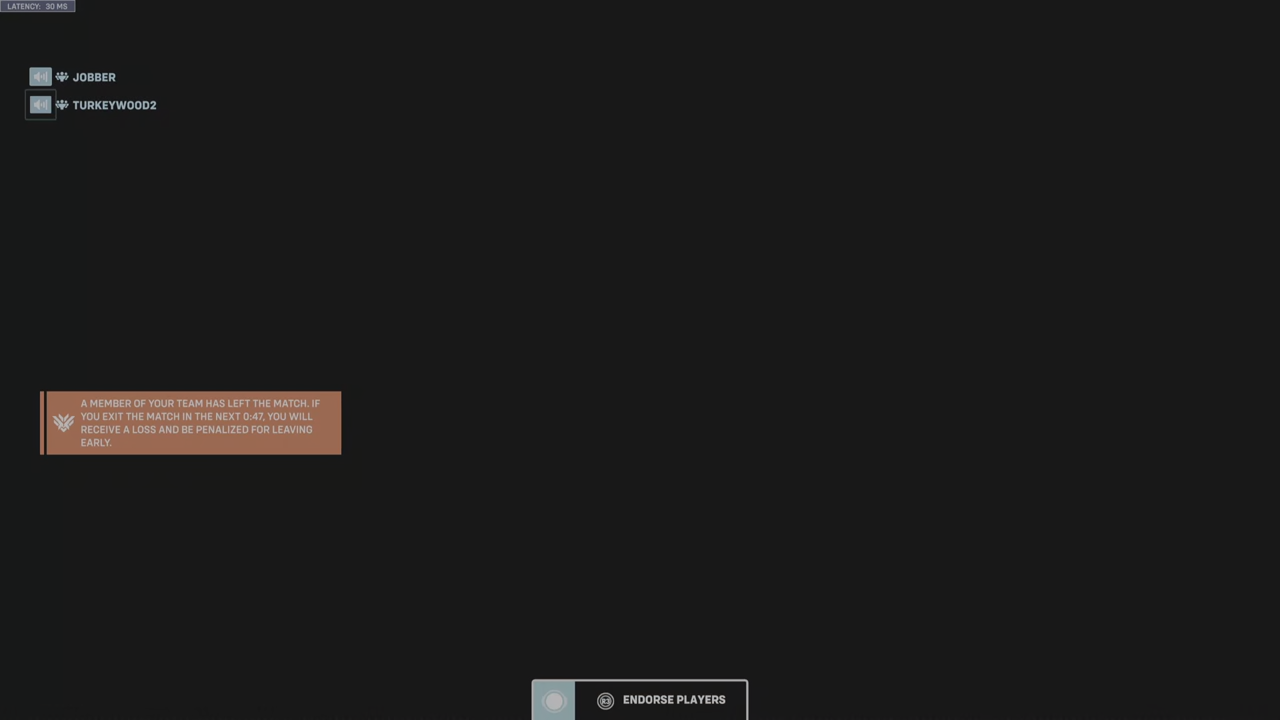 LATENCY: 30 MS
JOBBER
TURKEYWOOD2
A MEMBER OF YOUR TEAM HAS LEFT THE MATCH. IF
YOU EXIT THE MATCH IN THE NEXT 0:47, YOU WILL
RECEIVE A LOSS AND BE PENALIZED FOR LEAVING
EARLY.
R3 ENDORSE PLAYERS